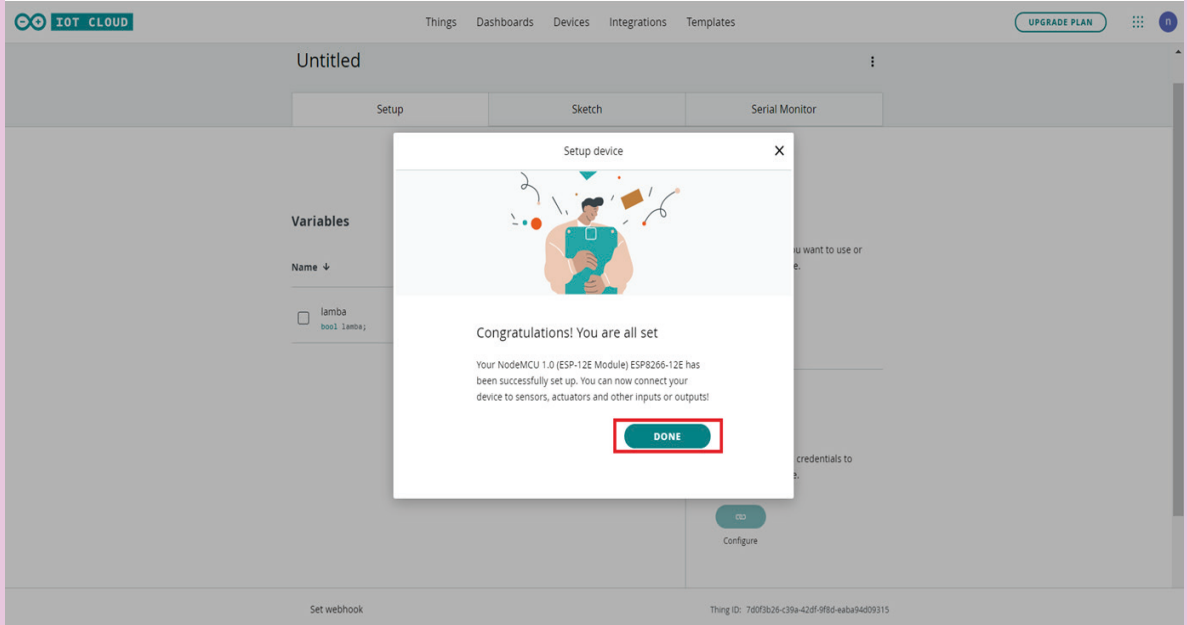 IOT CLOUD
Things Dashboards Devices Integrations Templates
UPGRADE PLAN
n
Untitled
Setup Sketch Serial Monitor
Setup device
X
Variables
Name
lamba
bool lamba;
ou want to use or
e.
Congratulations! You are all set
Your NodeMCU 1.0 (ESP-12E Module) ESP8266-12E has
been successfully set up. You can now connect your
device to sensors, actuators and other inputs or outputs!
DONE
credentials to
e.
Configure
Set webhook
Thing ID: 7d0f3b26-c39a-42df-9f8d-eaba94d09315